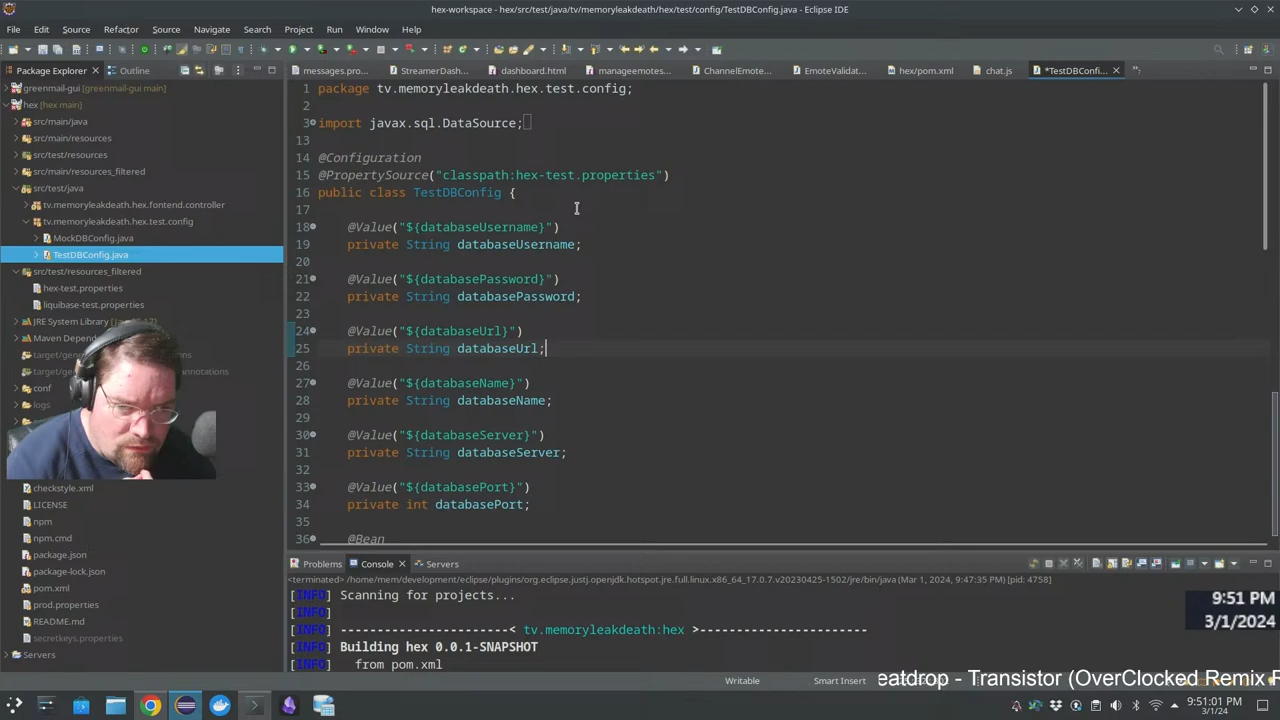 hex-workspace - hex/src/test/java/tv/memoryleakdeath/hex/test/config/TestDBConfig.java - Eclipse IDE
File Edit Source Refactor Source Navigate Search Project Run Window Help
Package Explorer Outline
messages.pro... StreamerDash... dashboard.html manageemotes... ChannelEmote... EmoteValidat... hex/pom.xml chat.js *TestDBConfi...
greenmail-gui [greenmail-gui main]
hex [hex main]
src/main/java
src/main/resources
src/test/resources
src/main/resources_filtered
src/test/java
tv.memoryleakdeath.hex.fontend.controller
tv.memoryleakdeath.hex.test.config
MockDBConfig.java
TestDBConfig.java
src/test/resources_filtered
hex-test.properties
liquibase-test.properties
JRE System Library
Maven Depend
target/gene
target/ge annotations
conf
logs
checkstyle.xml
LICENSE
npm
npm.cmd
package.json
package-lock.json
pom.xml
prod.properties
README.md
secretkeys.properties
Servers
1 package tv.memoryleakdeath.hex.test.config;
2
3 import javax.sql.DataSource;
13
14 @Configuration
15 @PropertySource("classpath:hex-test.properties")
16 public class TestDBConfig {
17
18 @Value("${databaseUsername}")
19 private String databaseUsername;
20
21 @Value("${databasePassword}")
22 private String databasePassword;
23
24 @Value("${databaseUrl}")
25 private String databaseUrl;
26
27 @Value("${databaseName}")
28 private String databaseName;
29
30 @Value("${databaseServer}")
31 private String databaseServer;
32
33 @Value("${databasePort}")
34 private int databasePort;
35
36 @Bean
Problems Console Servers
<terminated> /home/mem/development/eclipse/plugins/org.eclipse.justj.openjdk.hotspot.jre.full.linux.x86_64_17.0.7.v20230425-1502/jre/bin/java (Mar 1, 2024, 9:47:35 PM) [pid: 4758]
[INFO] Scanning for projects...
[INFO]
[INFO] ----------------------< tv.memoryleakdeath:hex >-----------------------
[INFO] Building hex 0.0.1-SNAPSHOT
[INFO] from pom.xml
9:51 PM
3/1/2024
Writable Smart Insert
eatdrop - Transistor (OverClocked Remix R
9:51:01 PM
3/1/24